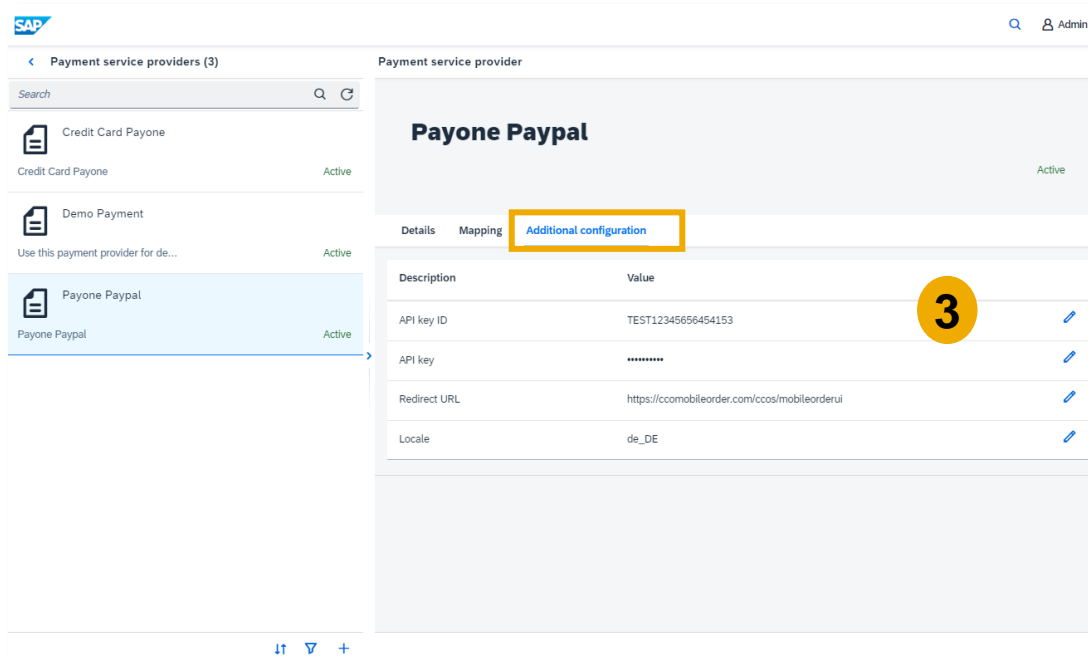 SAP
Admin
Payment service providers (3)
Search
Credit Card Payone
Credit Card Payone Active
Demo Payment
Use this payment provider for de... Active
Payone Paypal
Payone Paypal Active
Payment service provider
Payone Paypal
Active
Details Mapping Additional configuration
Description Value
3
API key ID TEST12345656454153
API key ••••••••••
Redirect URL https://ccomobileorder.com/ccos/mobileorderui
Locale de_DE